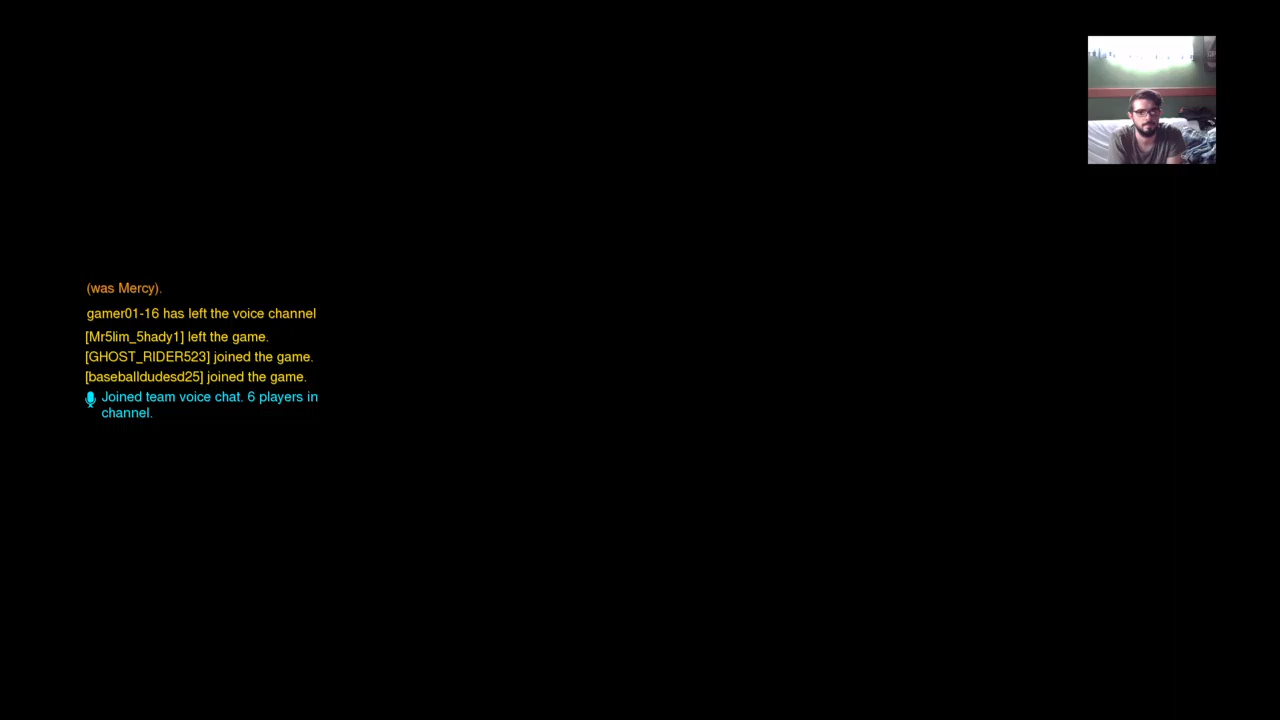 (was Mercy).
gamer01-16 has left the voice channel
[Mr5lim_5hady1] left the game.
[GHOST_RIDER523] joined the game.
[baseballdudesd25] joined the game.
Joined team voice chat. 6 players in
channel.